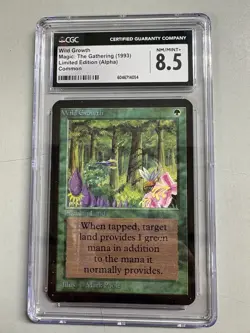 CGC
CERTIFIED GUARANTY COMPANY
Wild Growth
Magic: The Gathering (1993)
Limited Edition (Alpha)
Common
NM/MINT+
8.5
Wild Growth
When tapped, target
land provides 1 green
mana in addition to
the mana it
normally provides.